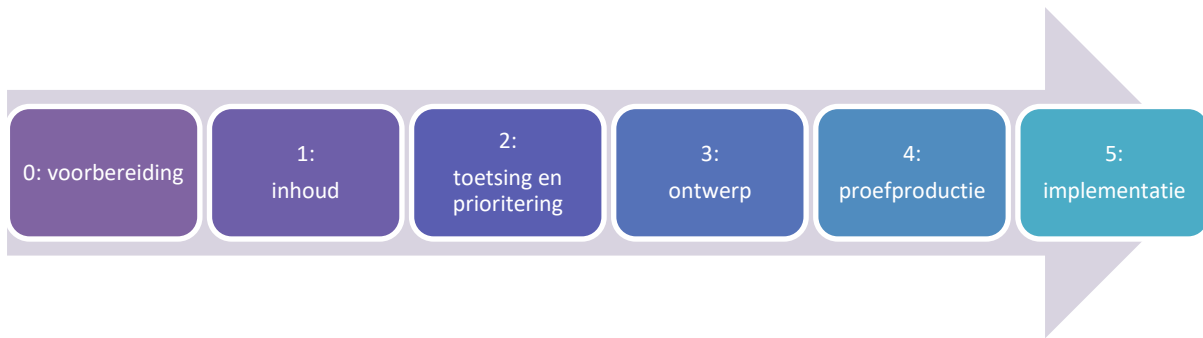 0: voorbereiding
1:
inhoud
2:
toetsing en
prioritering
3:
ontwerp
4:
proefproductie
5:
implementatie